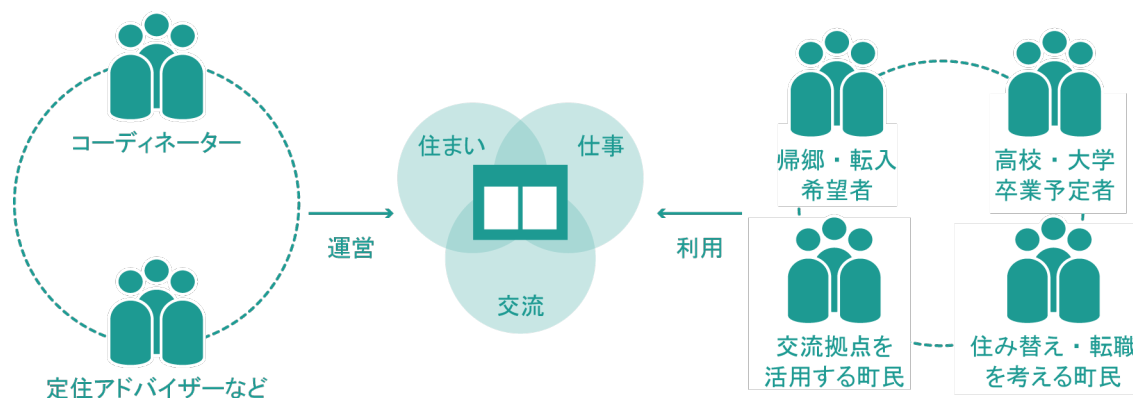 コーディネーター
定住アドバイザーなど
運営
住まい
仕事
交流
利用
帰郷・転入
希望者
高校・大学
卒業予定者
交流拠点を
活用する町民
住み替え・転職
を考える町民